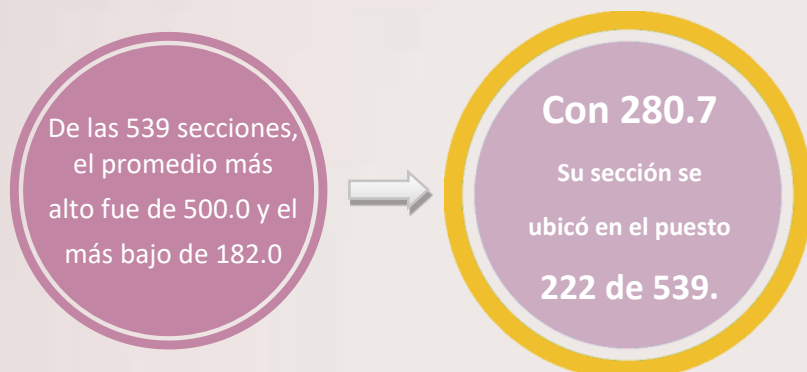 De las 539 secciones,
el promedio más
alto fue de 500.0 y el
más bajo de 182.0
Con 280.7
Su sección se
ubicó en el puesto
222 de 539.